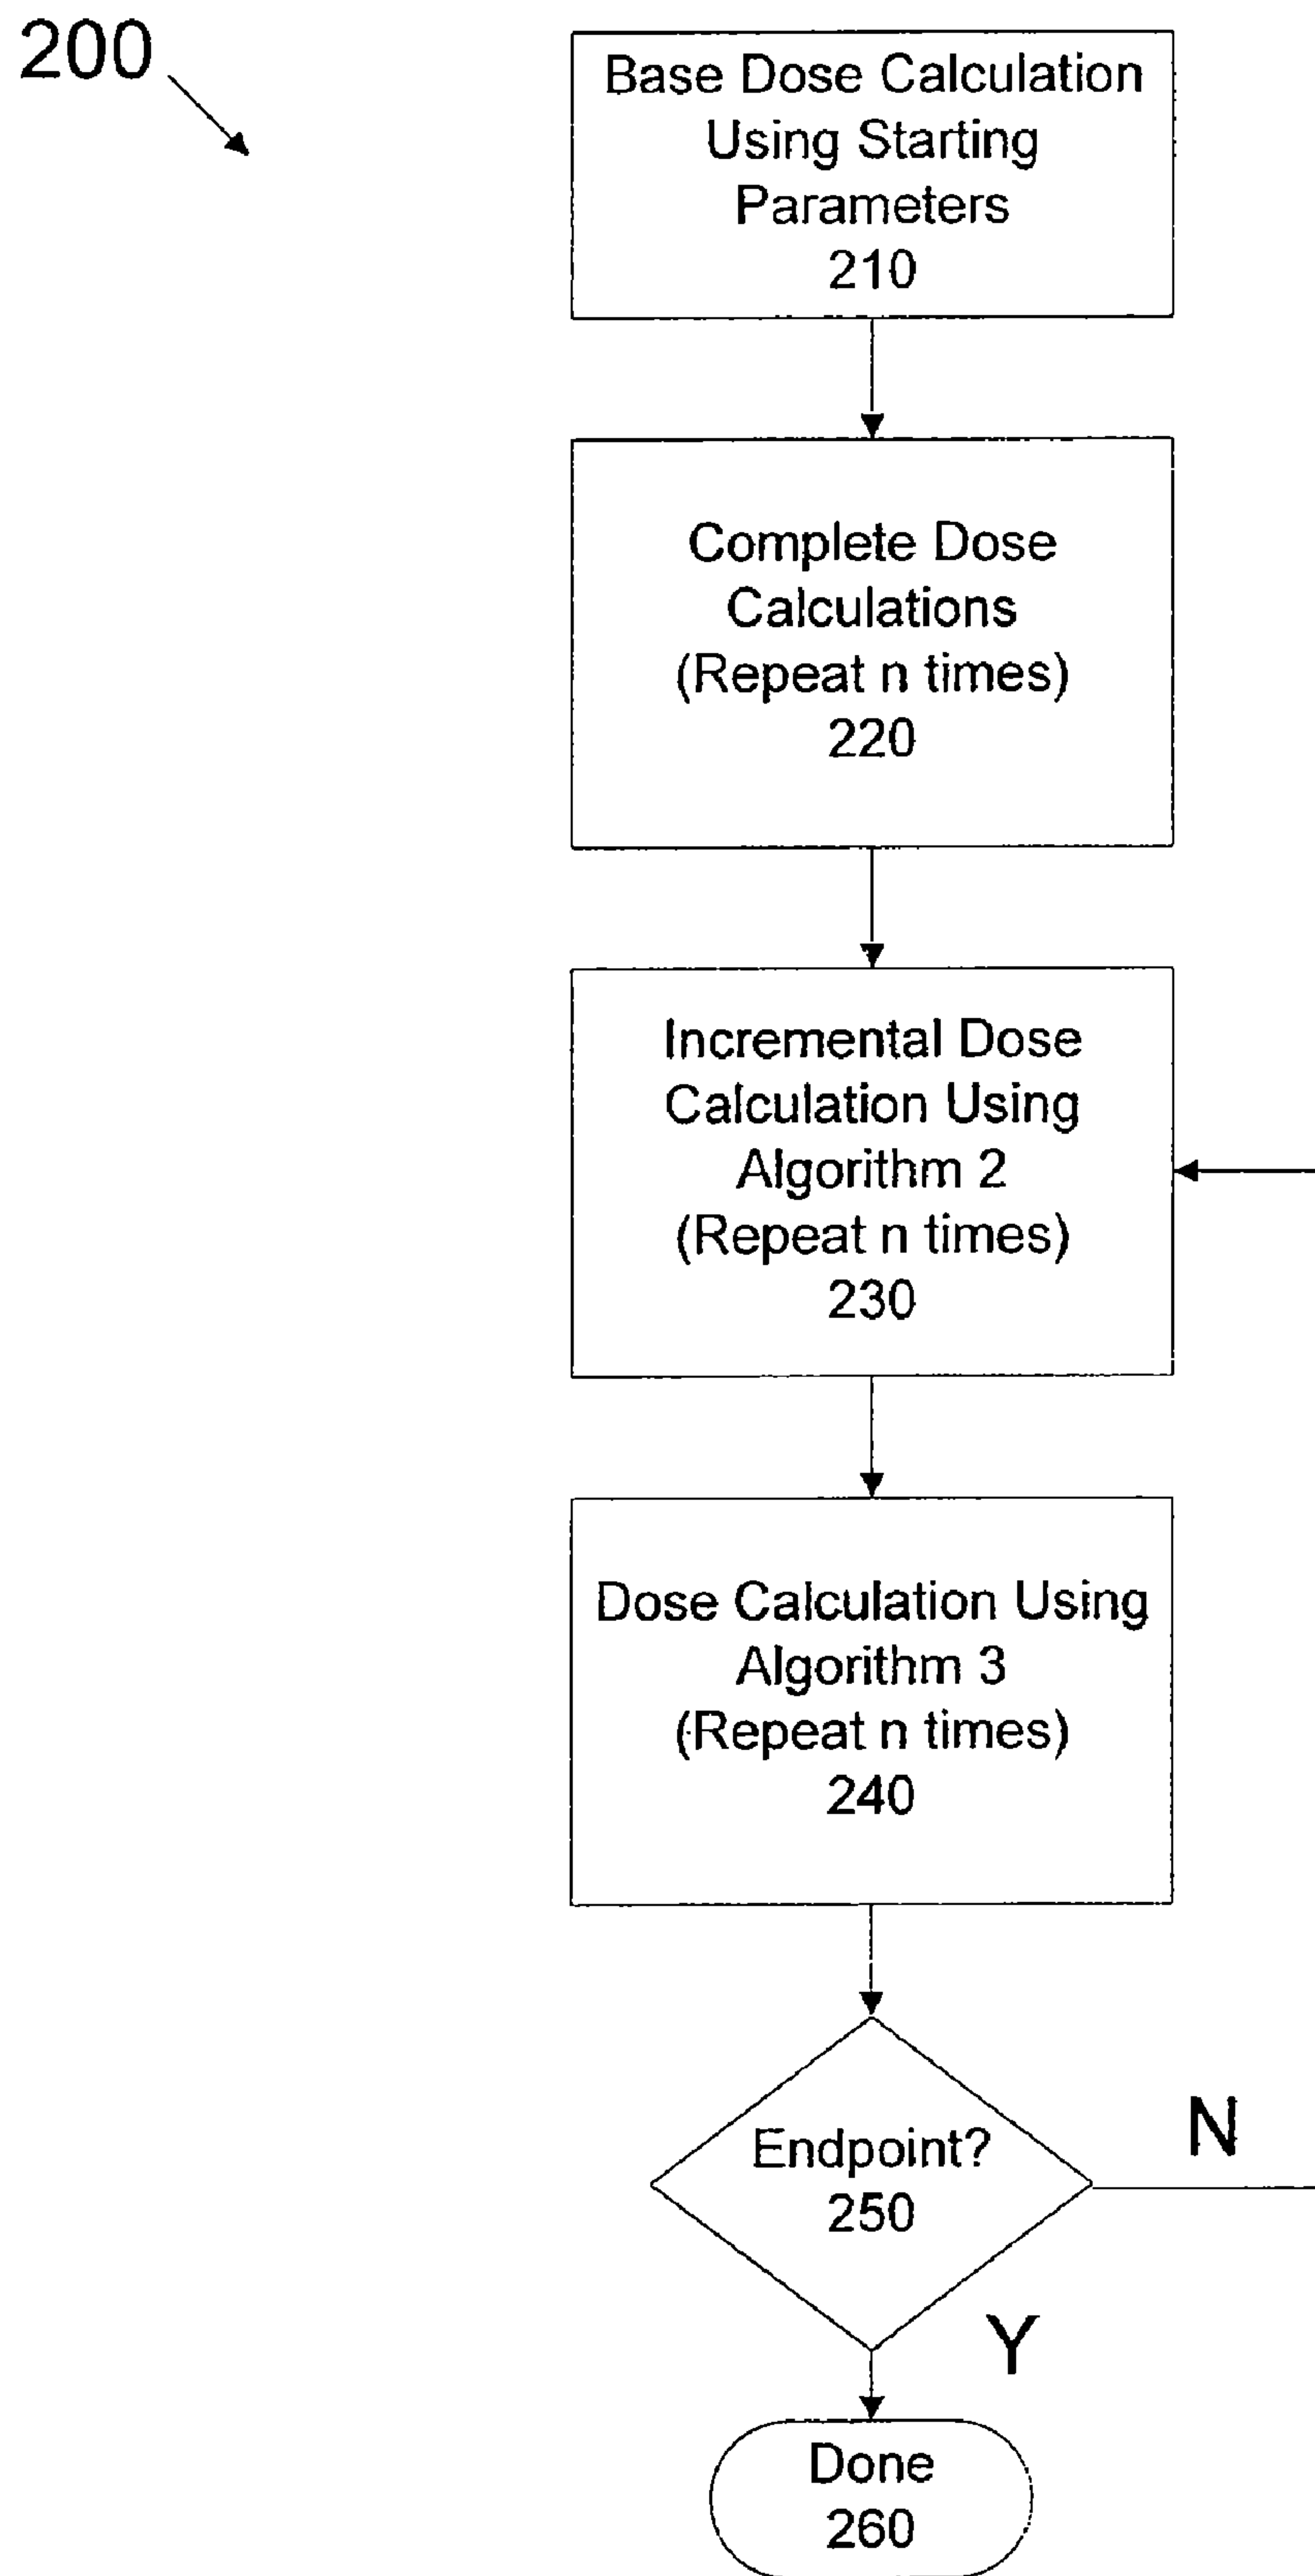 200
Base Dose Calculation
Using Starting
Parameters
210
Complete Dose
Calculations
(Repeat n times)
220
Incremental Dose
Calculation Using
Algorithm 2
(Repeat n times)
230
Dose Calculation Using
Algorithm 3
(Repeat n times)
240
Endpoint?
250
N
Y
Done
260